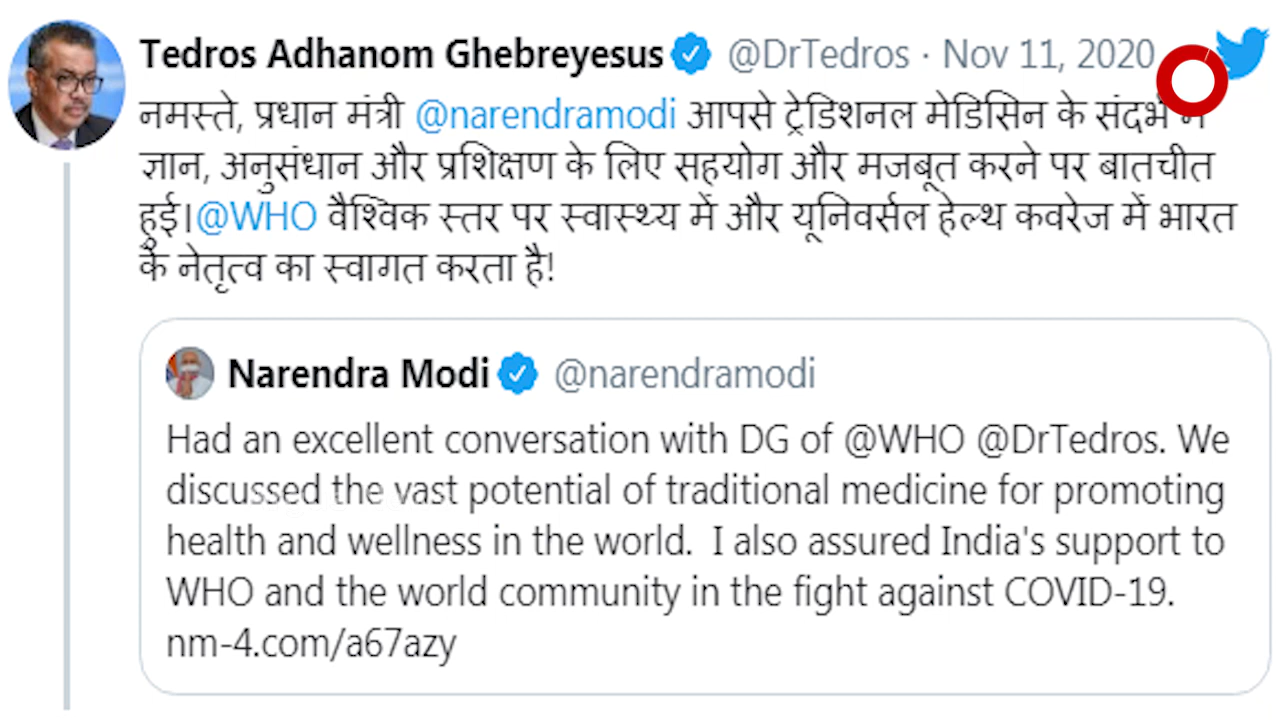 Tedros Adhanom Ghebreyesus @DrTedros · Nov 11, 2020
नमस्ते, प्रधान मंत्री @narendramodi आपसे ट्रेडिशनल मेडिसिन के संदर्भ में
ज्ञान, अनुसंधान और प्रशिक्षण के लिए सहयोग और मजबूत करने पर बातचीत
हुई।@WHO वैश्विक स्तर पर स्वास्थ्य में और यूनिवर्सल हेल्थ कवरेज में भारत
के नेतृत्व का स्वागत करता है!
Narendra Modi @narendramodi
Had an excellent conversation with DG of @WHO @DrTedros. We
discussed the vast potential of traditional medicine for promoting
health and wellness in the world. I also assured India's support to
WHO and the world community in the fight against COVID-19.
nm-4.com/a67azy